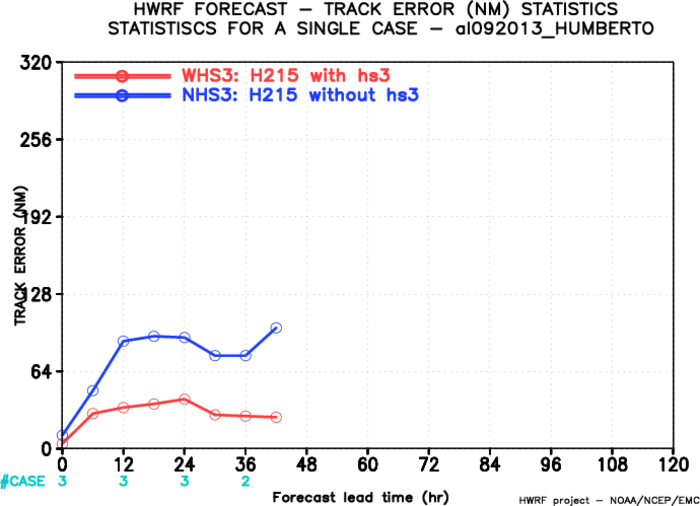 HWRF FORECAST – TRACK ERROR (NM) STATISTICS
STATISTISCS FOR A SINGLE CASE – al092013_HUMBERTO
320
WHS3: H215 with hs3
NHS3: H215 without hs3
256
192
TRACK ERROR (NM)
128
64
0
0 12 24 36 48 60 72 84 96 108 120
#CASE 3 3 3 2
Forecast lead time (hr)
HWRF project – NOAA/NCEP/EMC